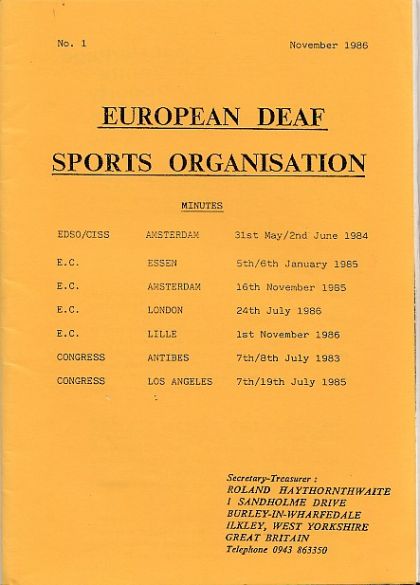 No. 1 November 1986
EUROPEAN DEAF
SPORTS ORGANISATION
MINUTES
EDSO/CISS AMSTERDAM 31st May/2nd June 1984
E.C. ESSEN 5th/6th January 1985
E.C. AMSTERDAM 16th November 1985
E.C. LONDON 24th July 1986
E.C. LILLE 1st November 1986
CONGRESS ANTIBES 7th/8th July 1983
CONGRESS LOS ANGELES 7th/19th July 1985
Secretary-Treasurer :
ROLAND HAYTHORNTHWAITE
1 SANDHOLME DRIVE
BURLEY-IN-WHARFEDALE
ILKLEY, WEST YORKSHIRE
GREAT BRITAIN
Telephone 0943 863350